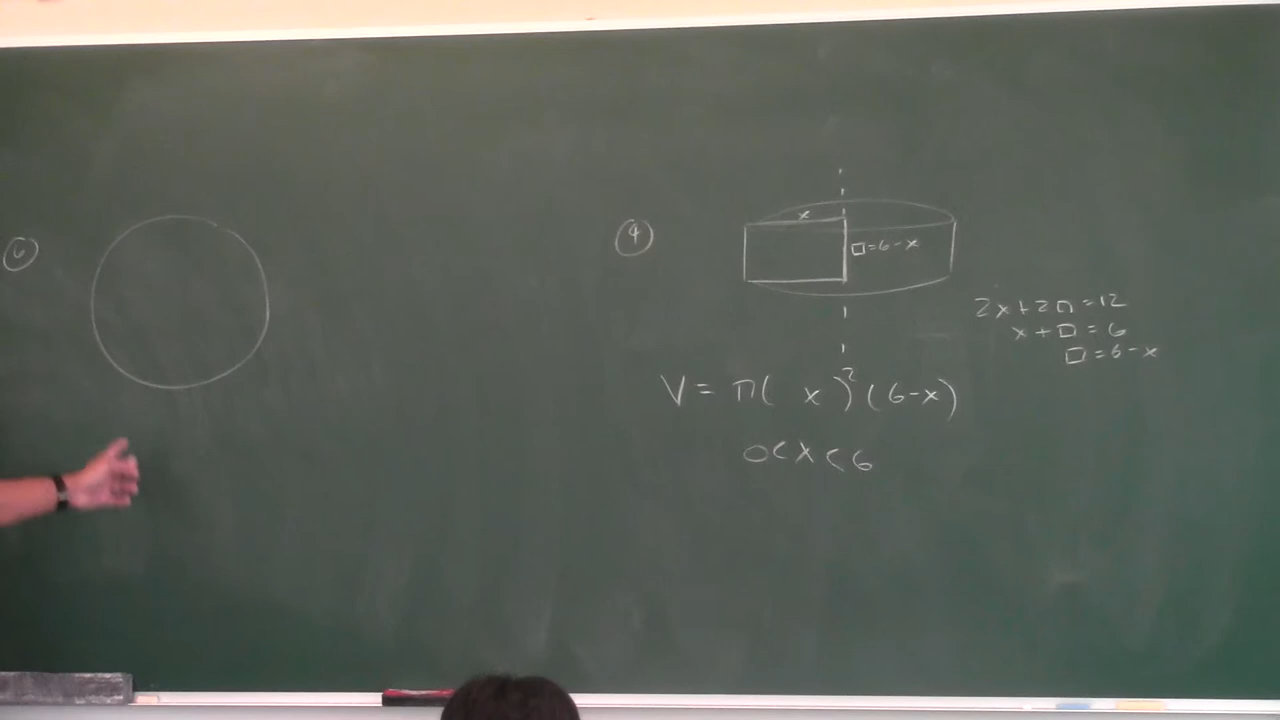 ⑥
④
x
□=6-x
2x+2□=12
x+□=6
□=6-x
V=π( x)²(6-x)
0<x<6